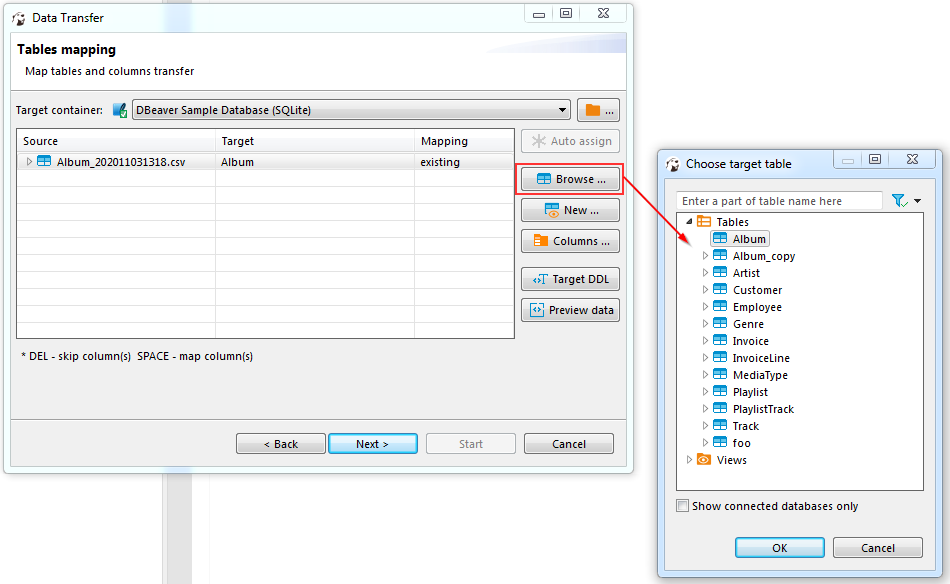 Data Transfer
Tables mapping
Map tables and columns transfer
Target container: DBeaver Sample Database (SQLite) ...
Source Target Mapping
Album_202011031318.csv Album existing
Auto assign
Browse ...
New ...
Columns ...
Target DDL
Preview data
* DEL - skip column(s) SPACE - map column(s)
< Back Next > Start Cancel
Choose target table
Enter a part of table name here
Tables
Album
Album_copy
Artist
Customer
Employee
Genre
Invoice
InvoiceLine
MediaType
Playlist
PlaylistTrack
Track
foo
Views
Show connected databases only
OK Cancel